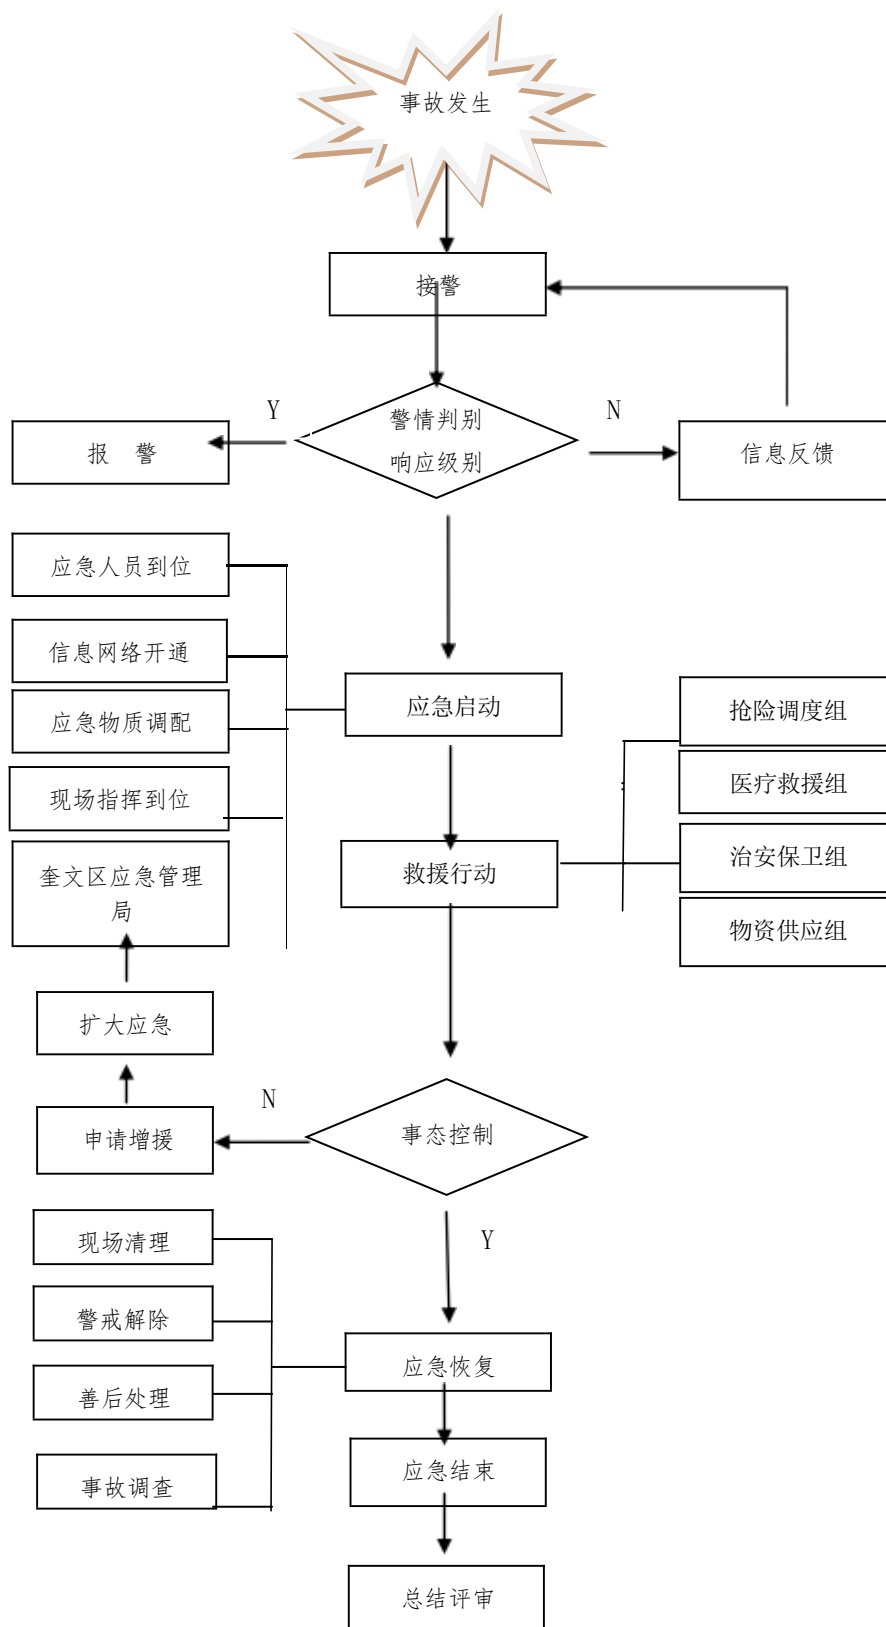 事故发生
接警
Y
N
警情判别
响应级别
报 警
信息反馈
应急人员到位
信息网络开通
应急物质调配
现场指挥到位
奎文区应急管理
局
应急启动
救援行动
抢险调度组
医疗救援组
治安保卫组
物资供应组
扩大应急
申请增援
N
事态控制
Y
现场清理
警戒解除
善后处理
事故调查
应急恢复
应急结束
总结评审